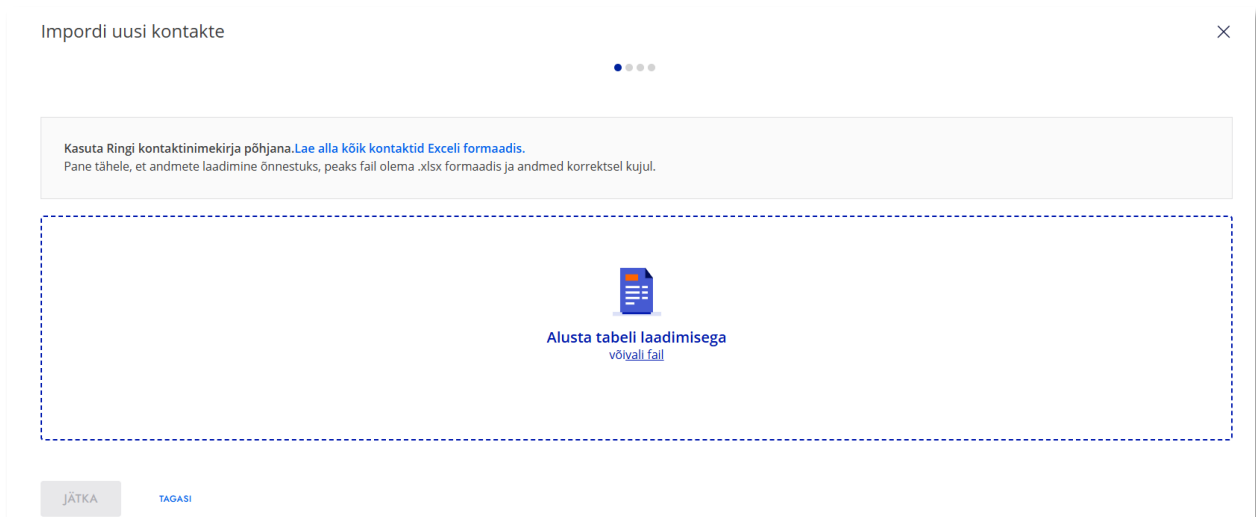 Impordi uusi kontakte
Kasuta Ringi kontaktinimekirja põhjana.Lae alla kõik kontaktid Exceli formaadis.
Pane tähele, et andmete laadimine õnnestuks, peaks fail olema .xlsx formaadis ja andmed korrektsel kujul.
Alusta tabeli laadimisega
võivali fail
JÄTKA TAGASI